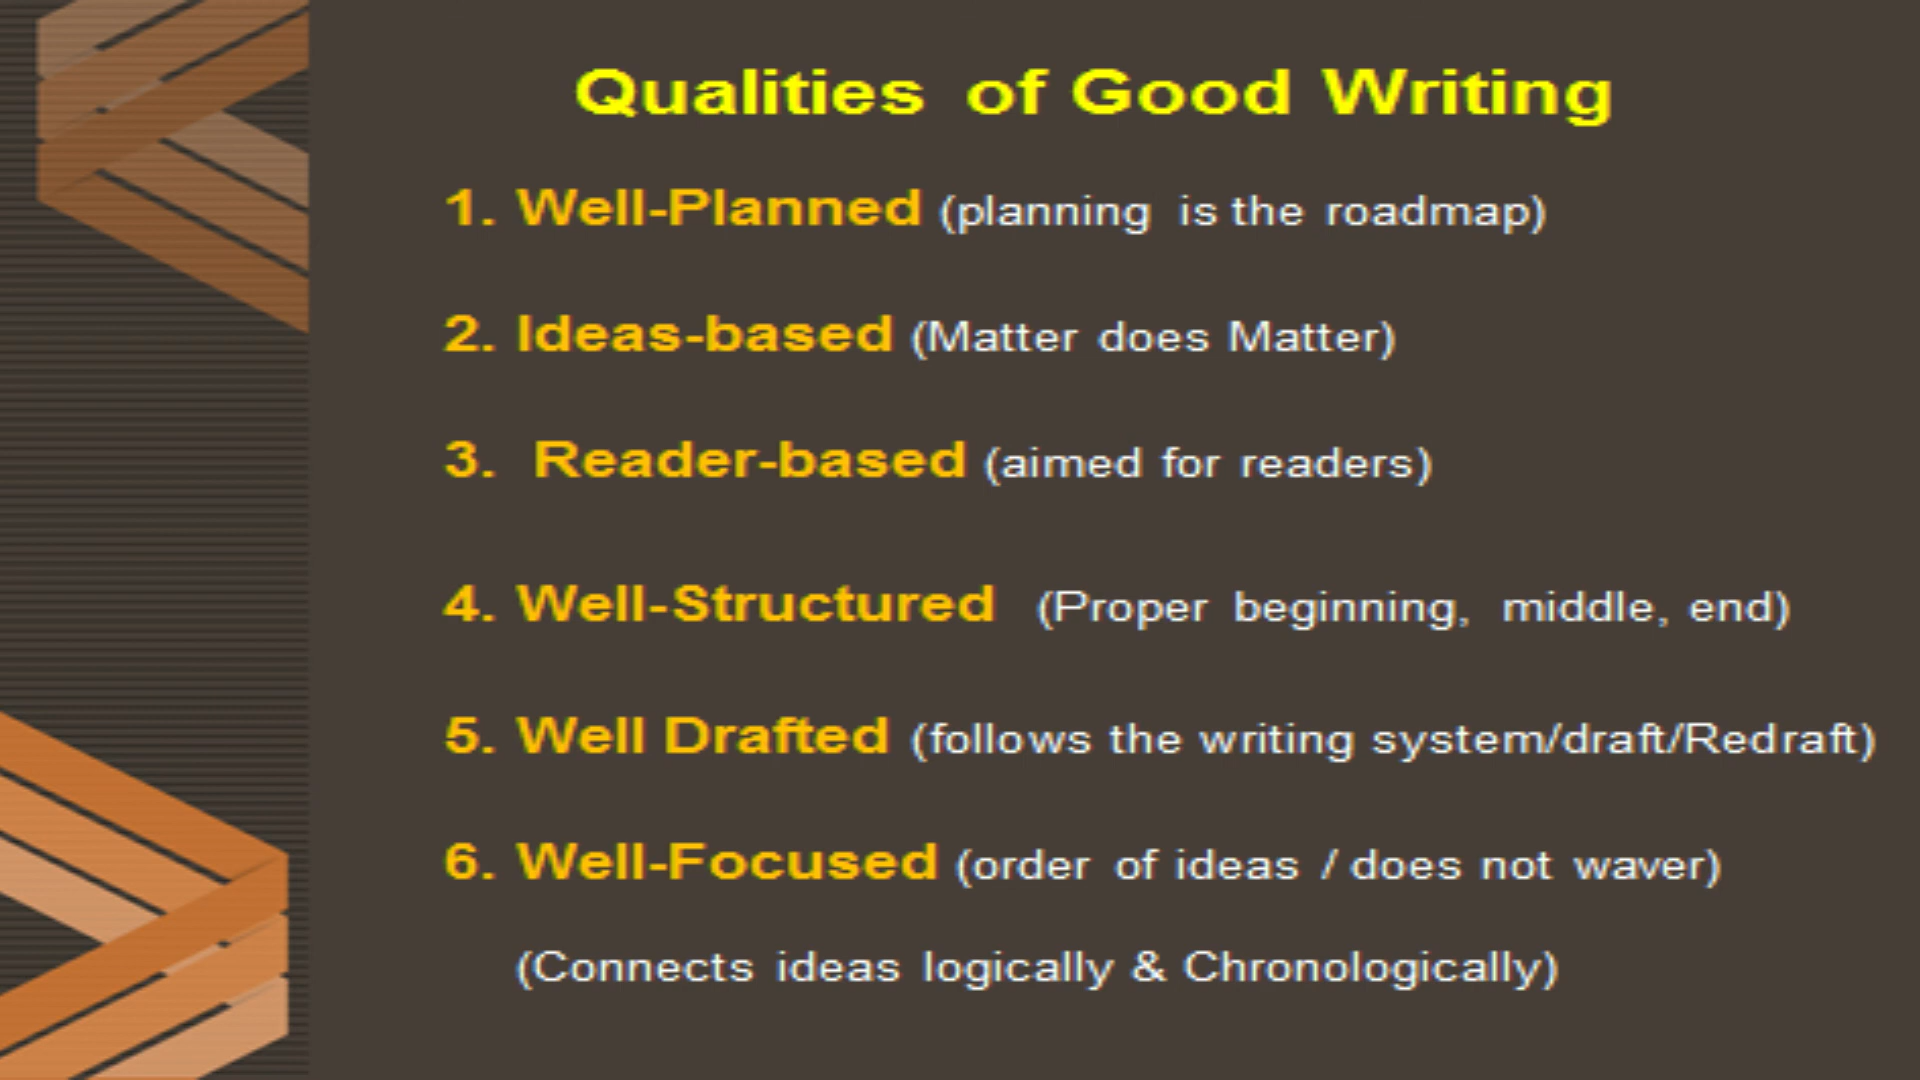 Qualities of Good Writing
1. Well-Planned (planning is the roadmap)
2. Ideas-based (Matter does Matter)
3. Reader-based (aimed for readers)
4. Well-Structured (Proper beginning, middle, end)
5. Well Drafted (follows the writing system/draft/Redraft)
6. Well-Focused (order of ideas / does not waver)
(Connects ideas logically & Chronologically)